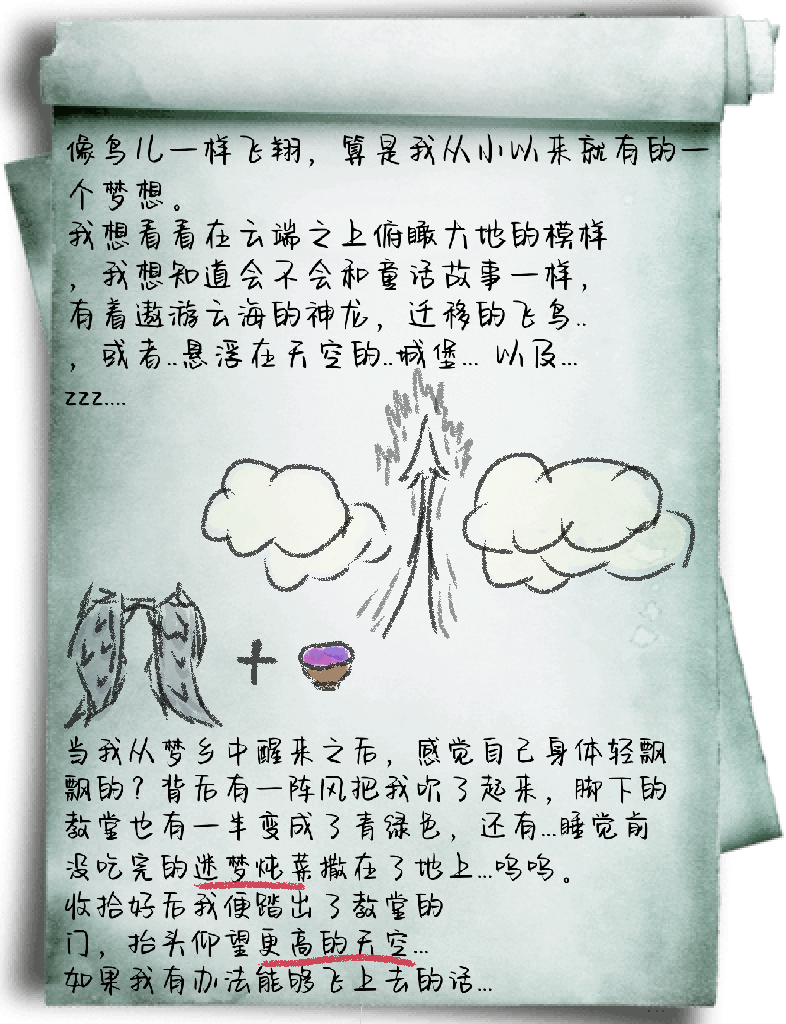 像鸟儿一样飞翔，算是我从小以来就有的一
个梦想。
我想看看在云端之上俯瞰大地的模样
，我想知道会不会和童话故事一样，
有着遨游云海的神龙，迁移的飞鸟..
，或者..悬浮在天空的..城堡... 以及...
zzz....
当我从梦乡中醒来之后，感觉自己身体轻飘
飘的？背后有一阵风把我吹了起来，脚下的
教堂也有一半变成了青绿色，还有...睡觉前
没吃完的迷梦炖菜撒在了地上...呜呜。
收拾好后我便踏出了教堂的
门，抬头仰望更高的天空...
如果我有办法能够飞上去的话...